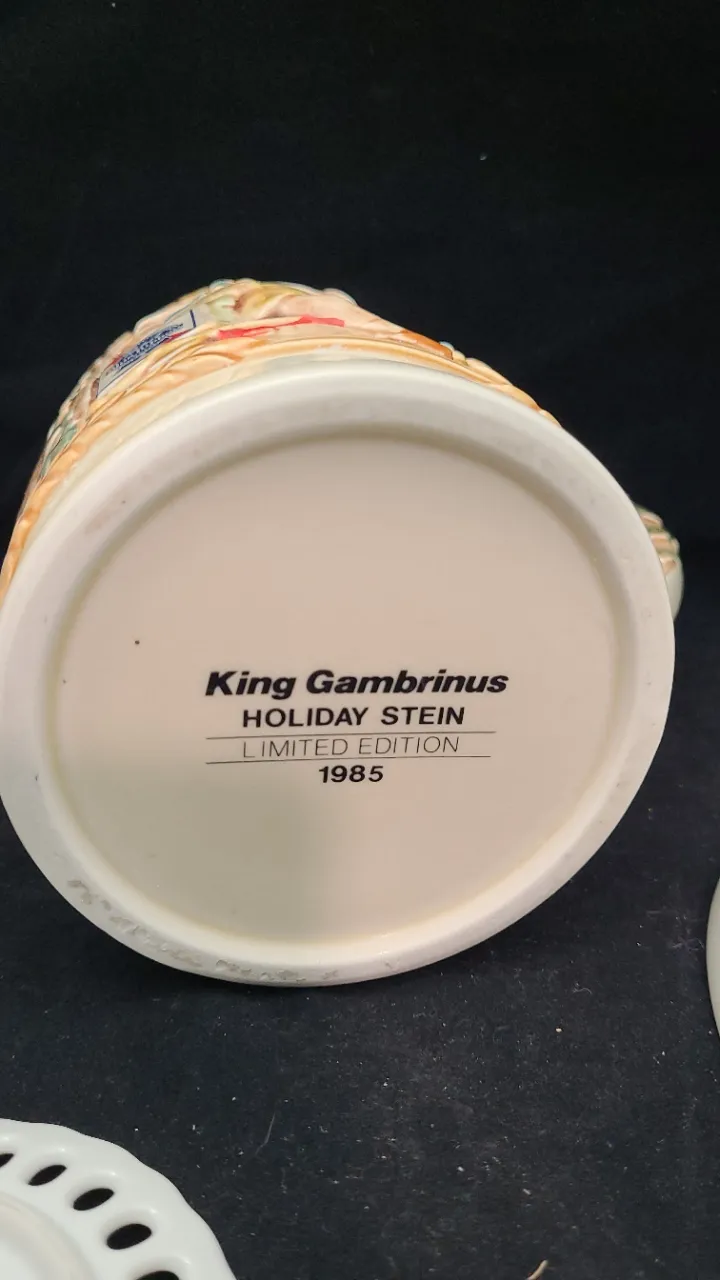 King Gambrinus
HOLIDAY STEIN
LIMITED EDITION
1985